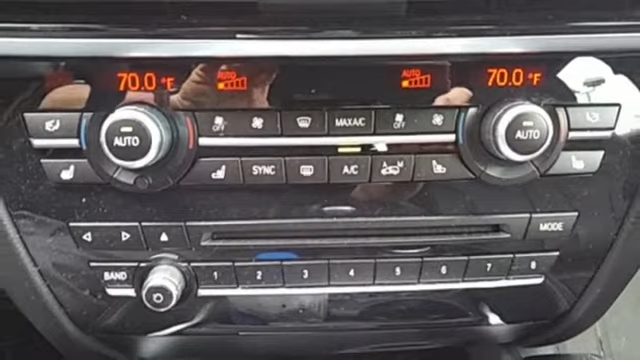 70.0 °F AUTO AUTO 70.0 °F
AUTO OFF MAX A/C OFF AUTO
SYNC A/C A M
MODE
BAND 1 2 3 4 5 6 7 8